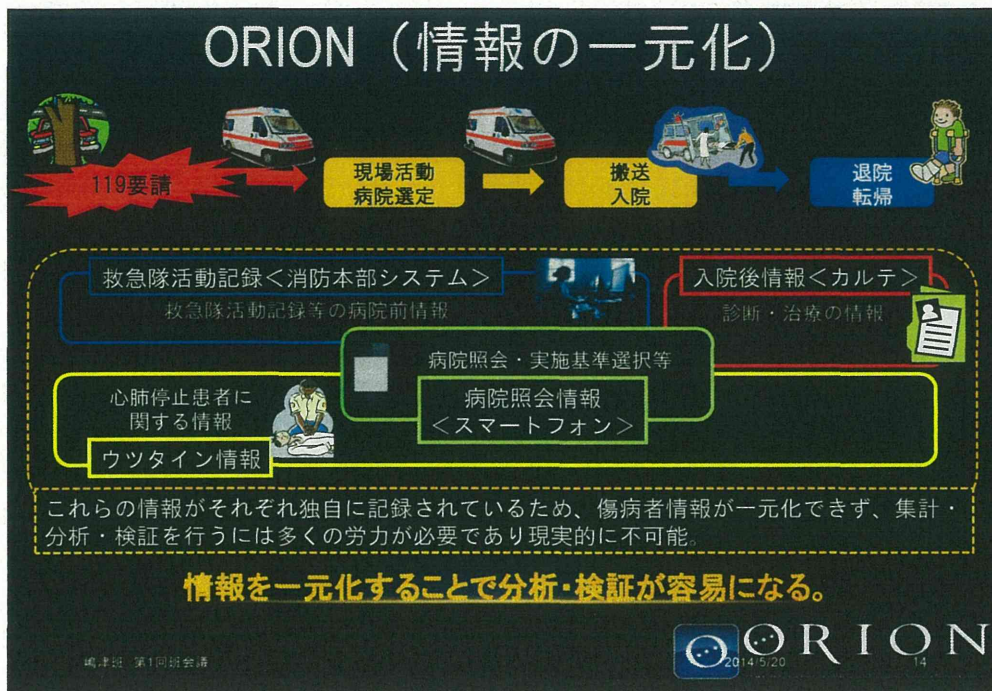 ORION（情報の一元化）
119要請
現場活動
病院選定
搬送
入院
退院
転帰
救急隊活動記録＜消防本部システム＞
救急隊活動記録等の病院前情報
入院後情報＜カルテ＞
診断・治療の情報
病院照会・実施基準選択等
病院照会情報
＜スマートフォン＞
心肺停止患者に
関する情報
ウツタイン情報
これらの情報がそれぞれ独自に記録されているため、傷病者情報が一元化できず、集計・
分析・検証を行うには多くの労力が必要であり現実的に不可能。
情報を一元化することで分析・検証が容易になる。
ORION
嶋津班 第1回班会議
2014/5/20
14